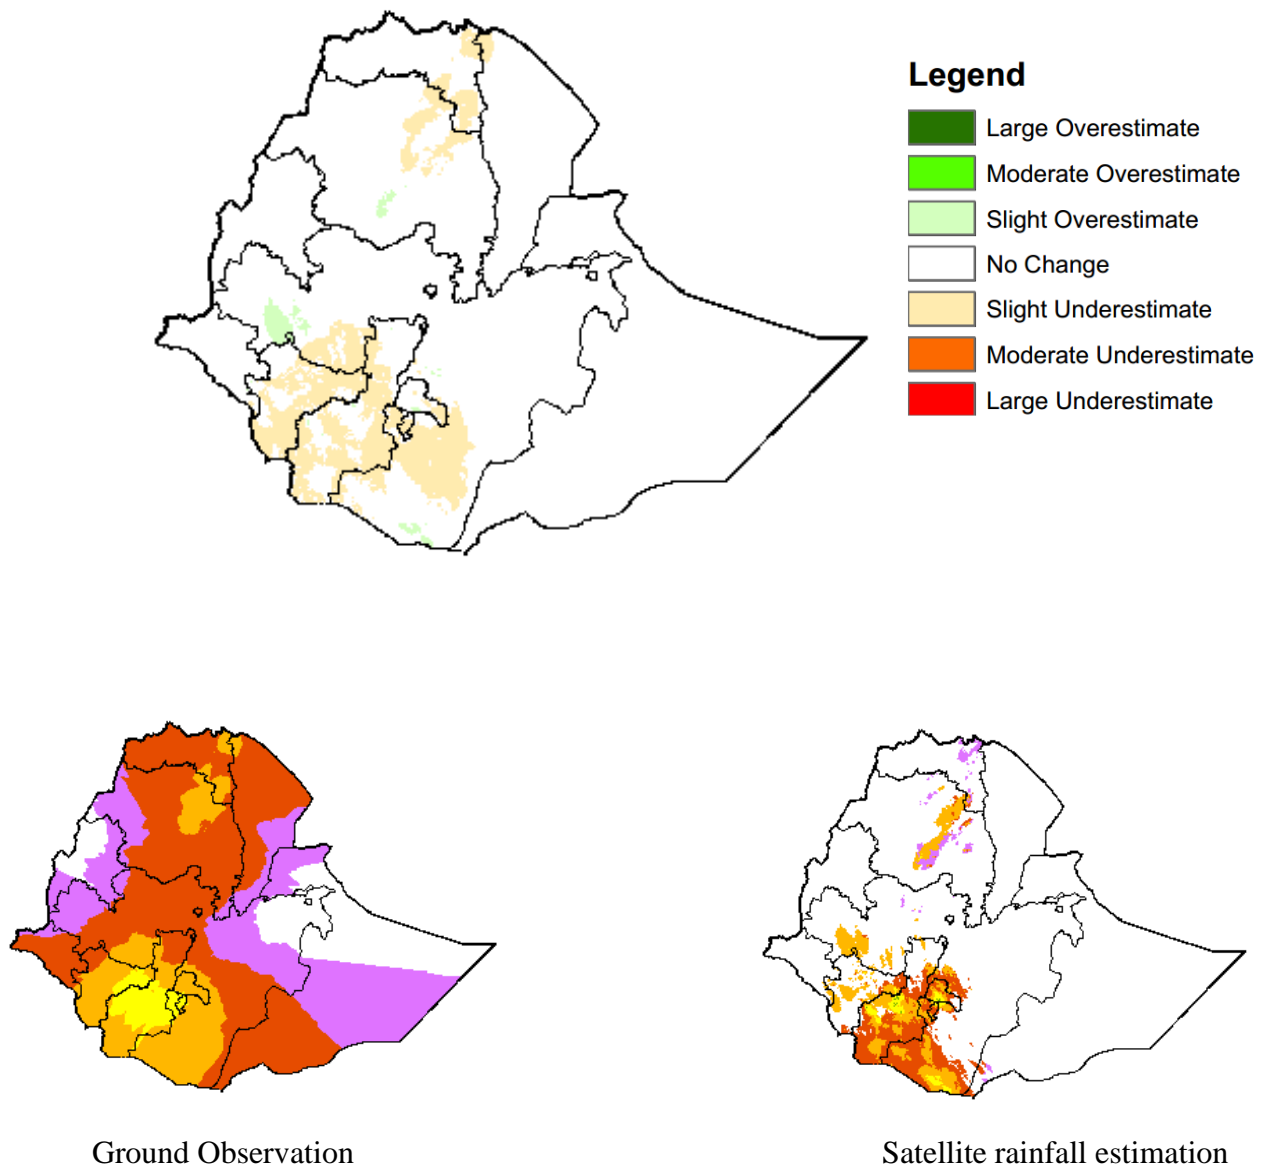 Legend
Large Overestimate
Moderate Overestimate
Slight Overestimate
No Change
Slight Underestimate
Moderate Underestimate
Large Underestimate
Ground Observation
Satellite rainfall estimation